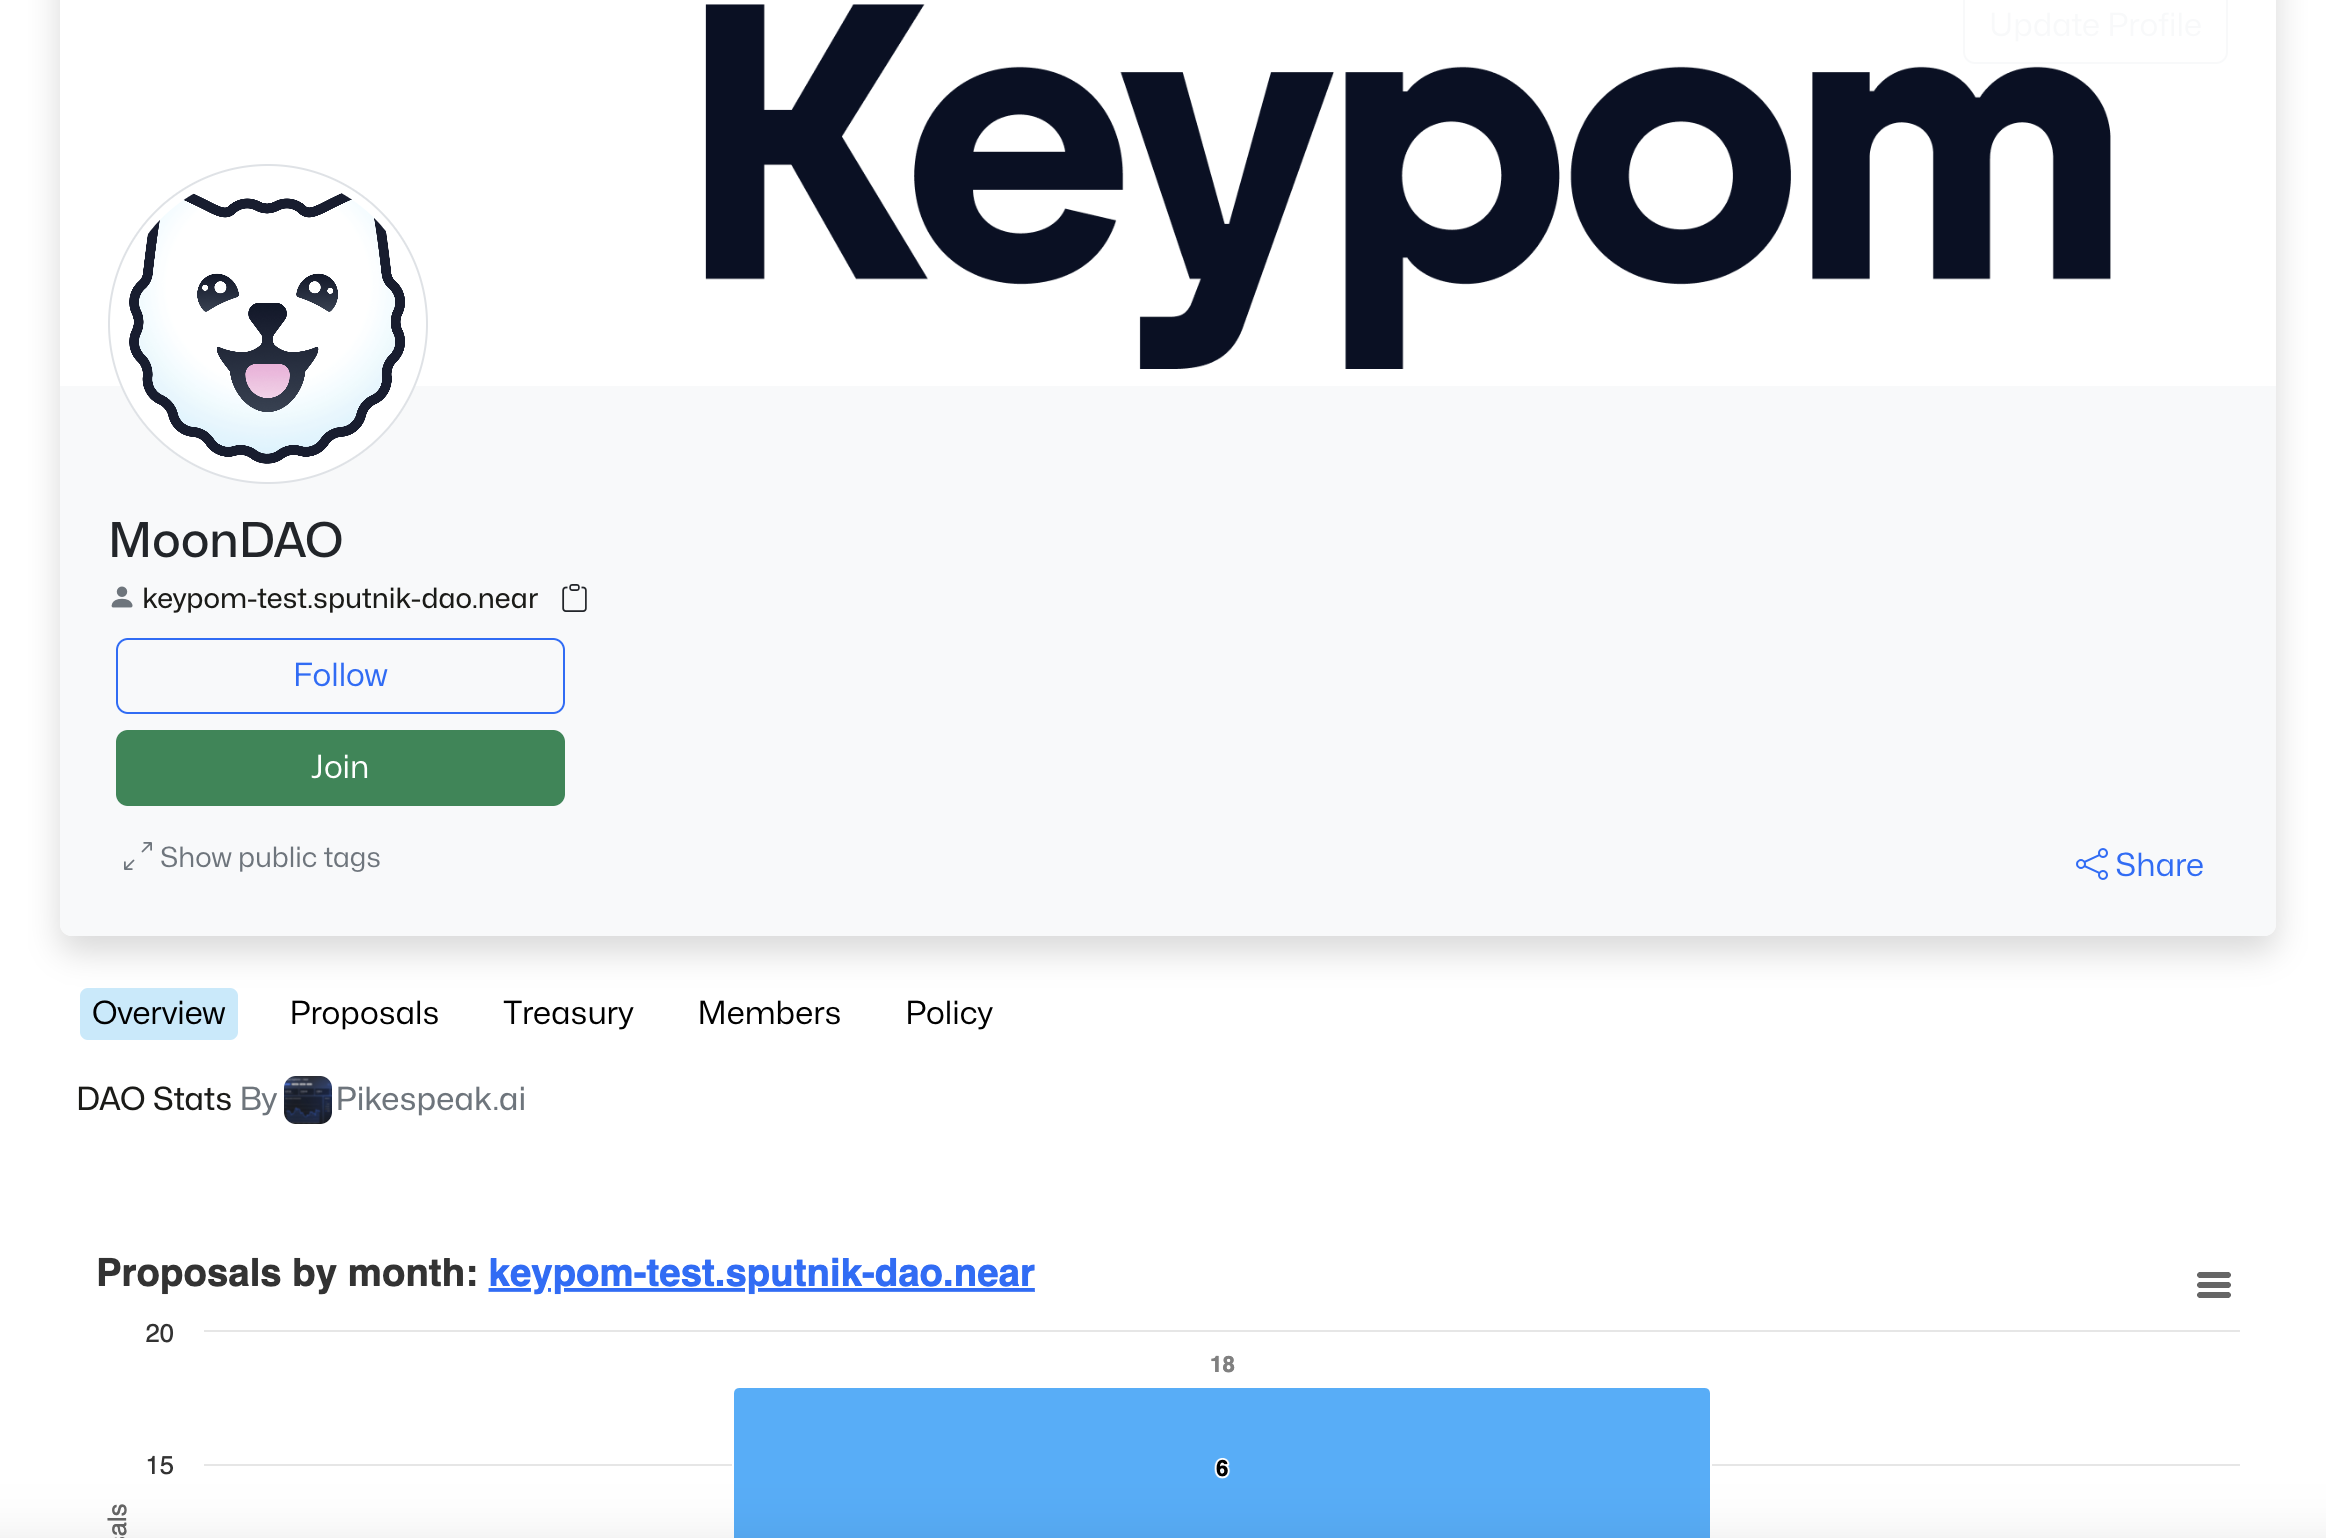 Update Profile
Keypom
MoonDAO
keypom-test.sputnik-dao.near
Follow
Join
Show public tags
Share
Overview Proposals Treasury Members Policy
DAO Stats By Pikespeak.ai
Proposals by month: keypom-test.sputnik-dao.near
20
18
15
6